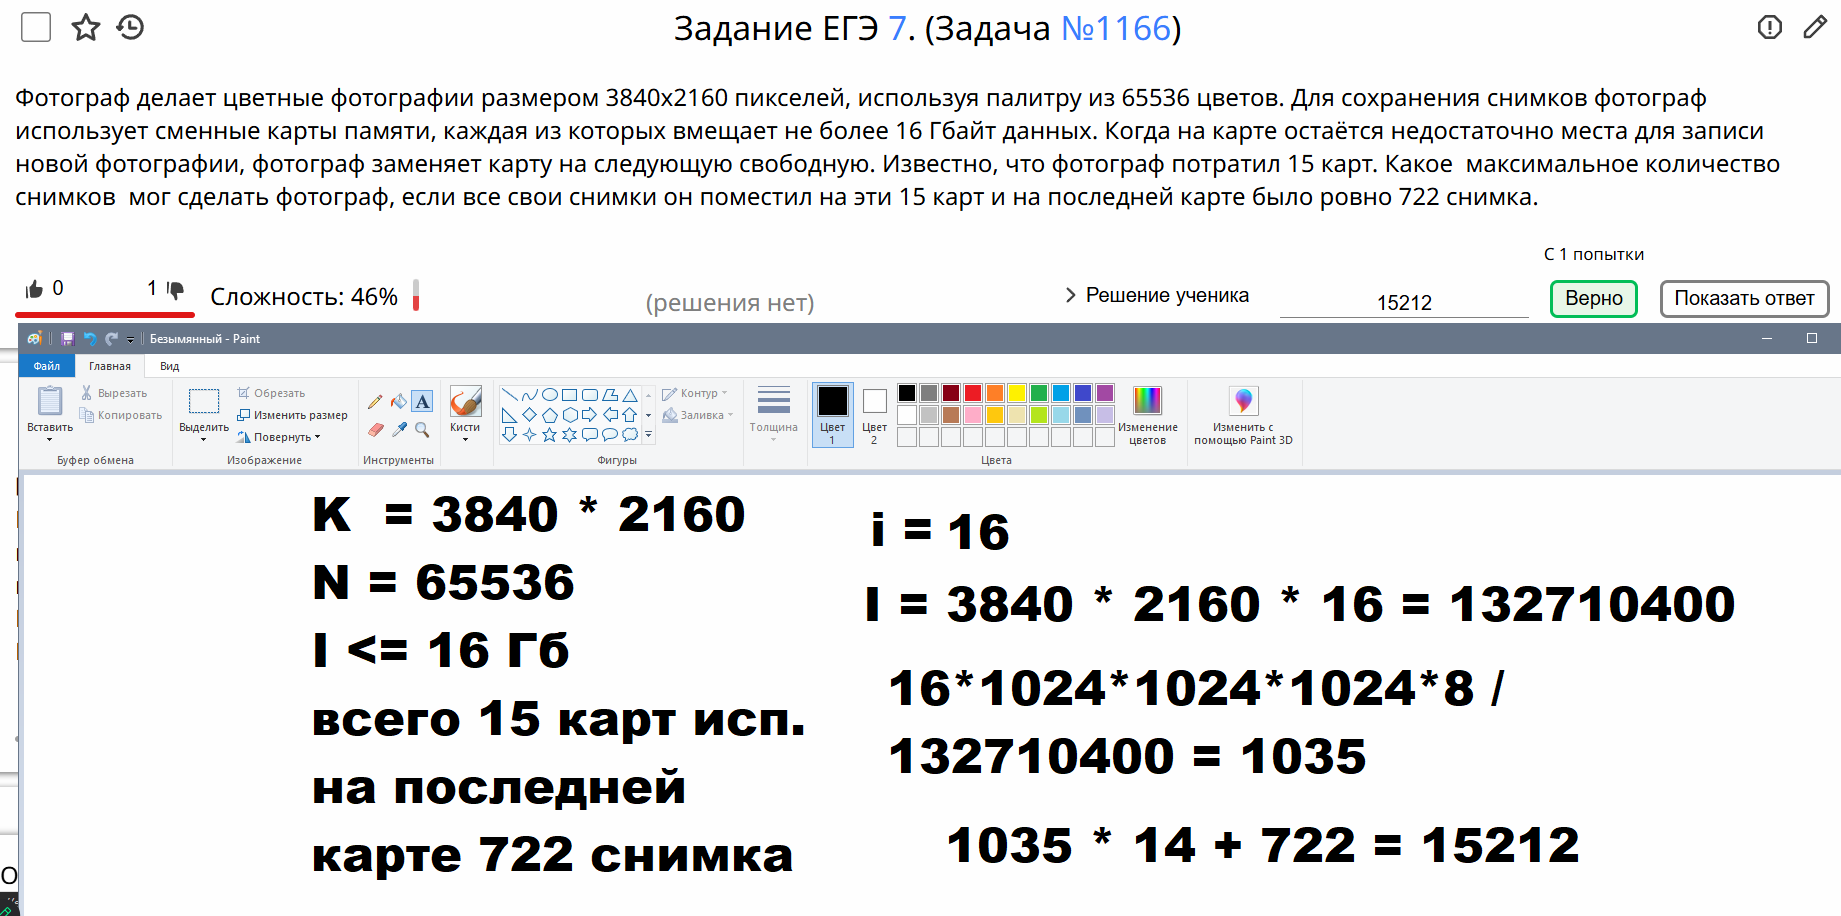 Задание ЕГЭ 7. (Задача №1166)
Фотограф делает цветные фотографии размером 3840x2160 пикселей, используя палитру из 65536 цветов. Для сохранения снимков фотограф
использует сменные карты памяти, каждая из которых вмещает не более 16 Гбайт данных. Когда на карте остаётся недостаточно места для записи
новой фотографии, фотограф заменяет карту на следующую свободную. Известно, что фотограф потратил 15 карт. Какое  максимальное количество
снимков  мог сделать фотограф, если все свои снимки он поместил на эти 15 карт и на последней карте было ровно 722 снимка.
С 1 попытки
0 1 Сложность: 46% (решения нет) Решение ученика 15212 Верно Показать ответ
Безымянный - Paint
Файл Главная Вид
Вставить Вырезать Копировать
Буфер обмена
Выделить Обрезать Изменить размер Повернуть
Изображение
A
Инструменты
Кисти
Контур Заливка
Фигуры
Толщина
Цвет 1
Цвет 2
Изменение цветов
Цвета
Изменить с помощью Paint 3D
K  = 3840 * 2160
N = 65536
I <= 16 Гб
всего 15 карт исп.
на последней
карте 722 снимка
i = 16
I = 3840 * 2160 * 16 = 132710400
16*1024*1024*1024*8 /
132710400 = 1035
1035 * 14 + 722 = 15212